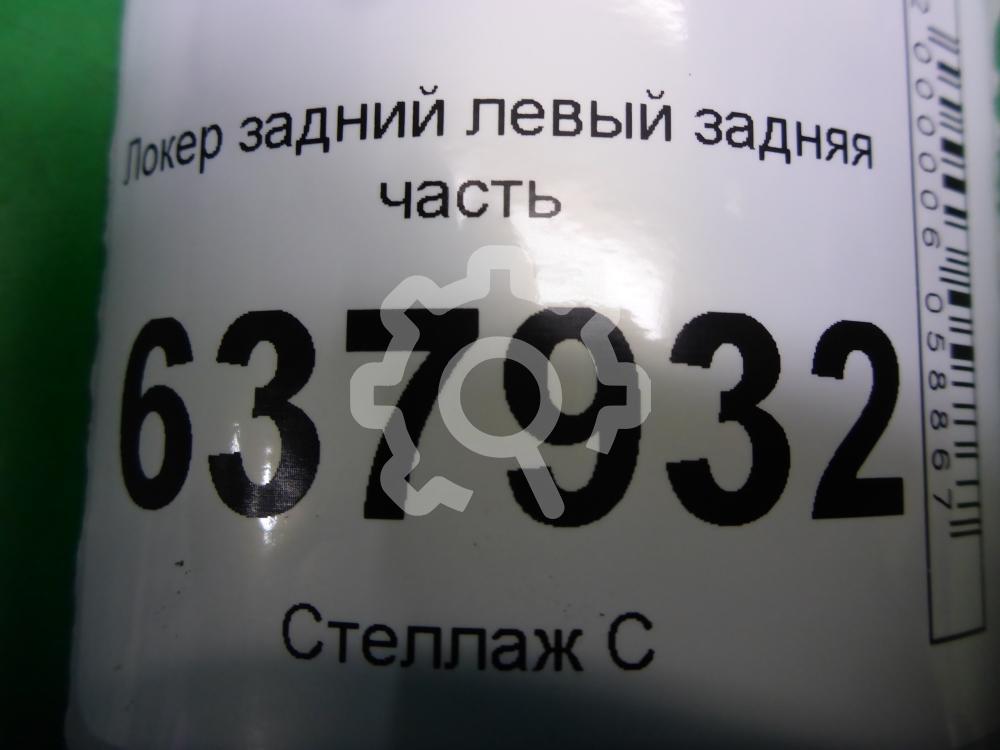 Локер задний левый задняя
часть
637932
Стеллаж С
2000006058867